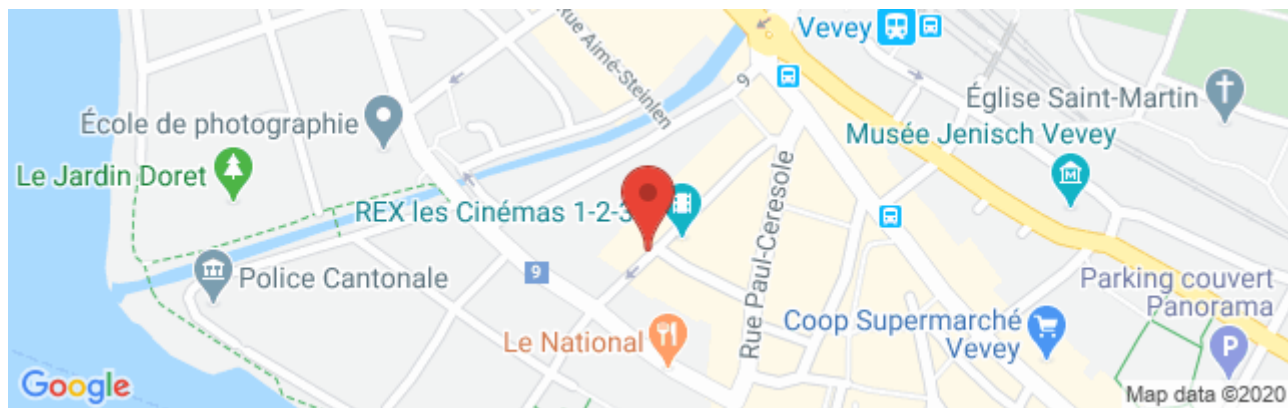 Vevey
Rue Aimé-Steinlen
9
Église Saint-Martin
École de photographie
Musée Jenisch Vevey
Le Jardin Doret
REX les Cinémas 1-2-3
Rue Paul-Ceresole
Police Cantonale
9
Parking couvert
Panorama
Coop Supermarché
Vevey
Le National
P
Google
Map data ©2020